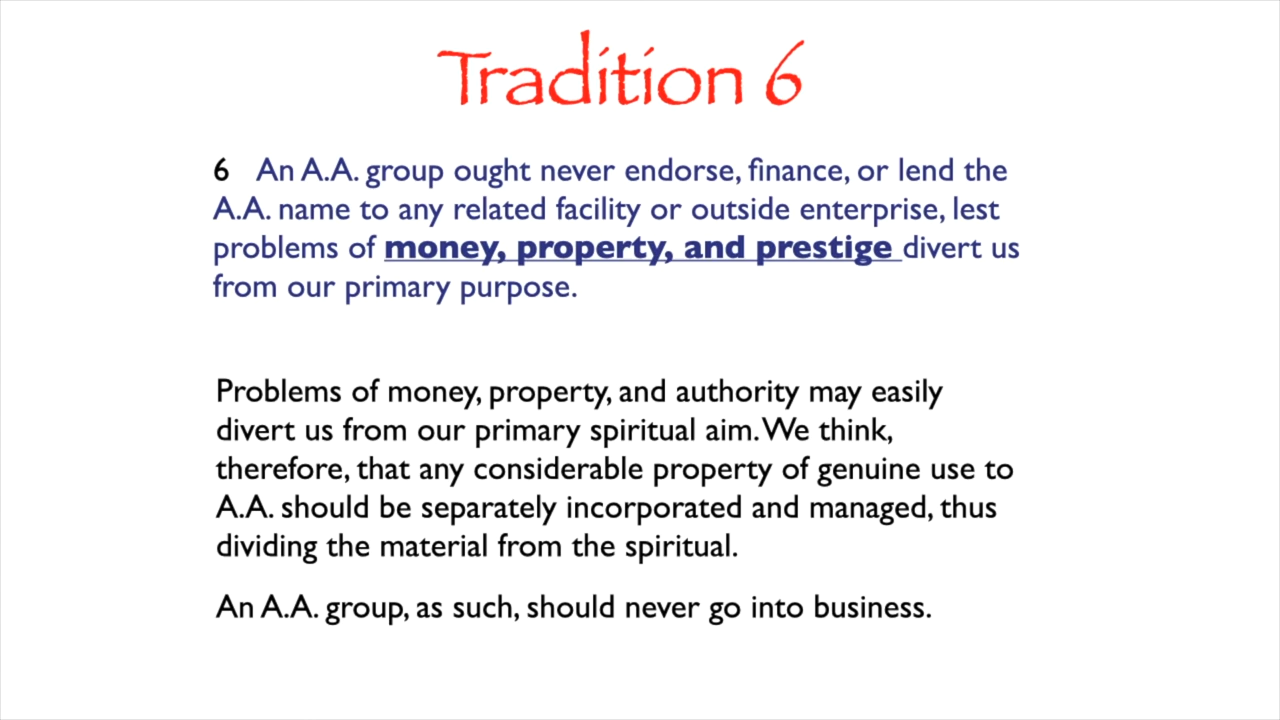 Tradition 6
6 An A.A. group ought never endorse, finance, or lend the
A.A. name to any related facility or outside enterprise, lest
problems of money, property, and prestige divert us
from our primary purpose.
Problems of money, property, and authority may easily
divert us from our primary spiritual aim. We think,
therefore, that any considerable property of genuine use to
A.A. should be separately incorporated and managed, thus
dividing the material from the spiritual.
An A.A. group, as such, should never go into business.